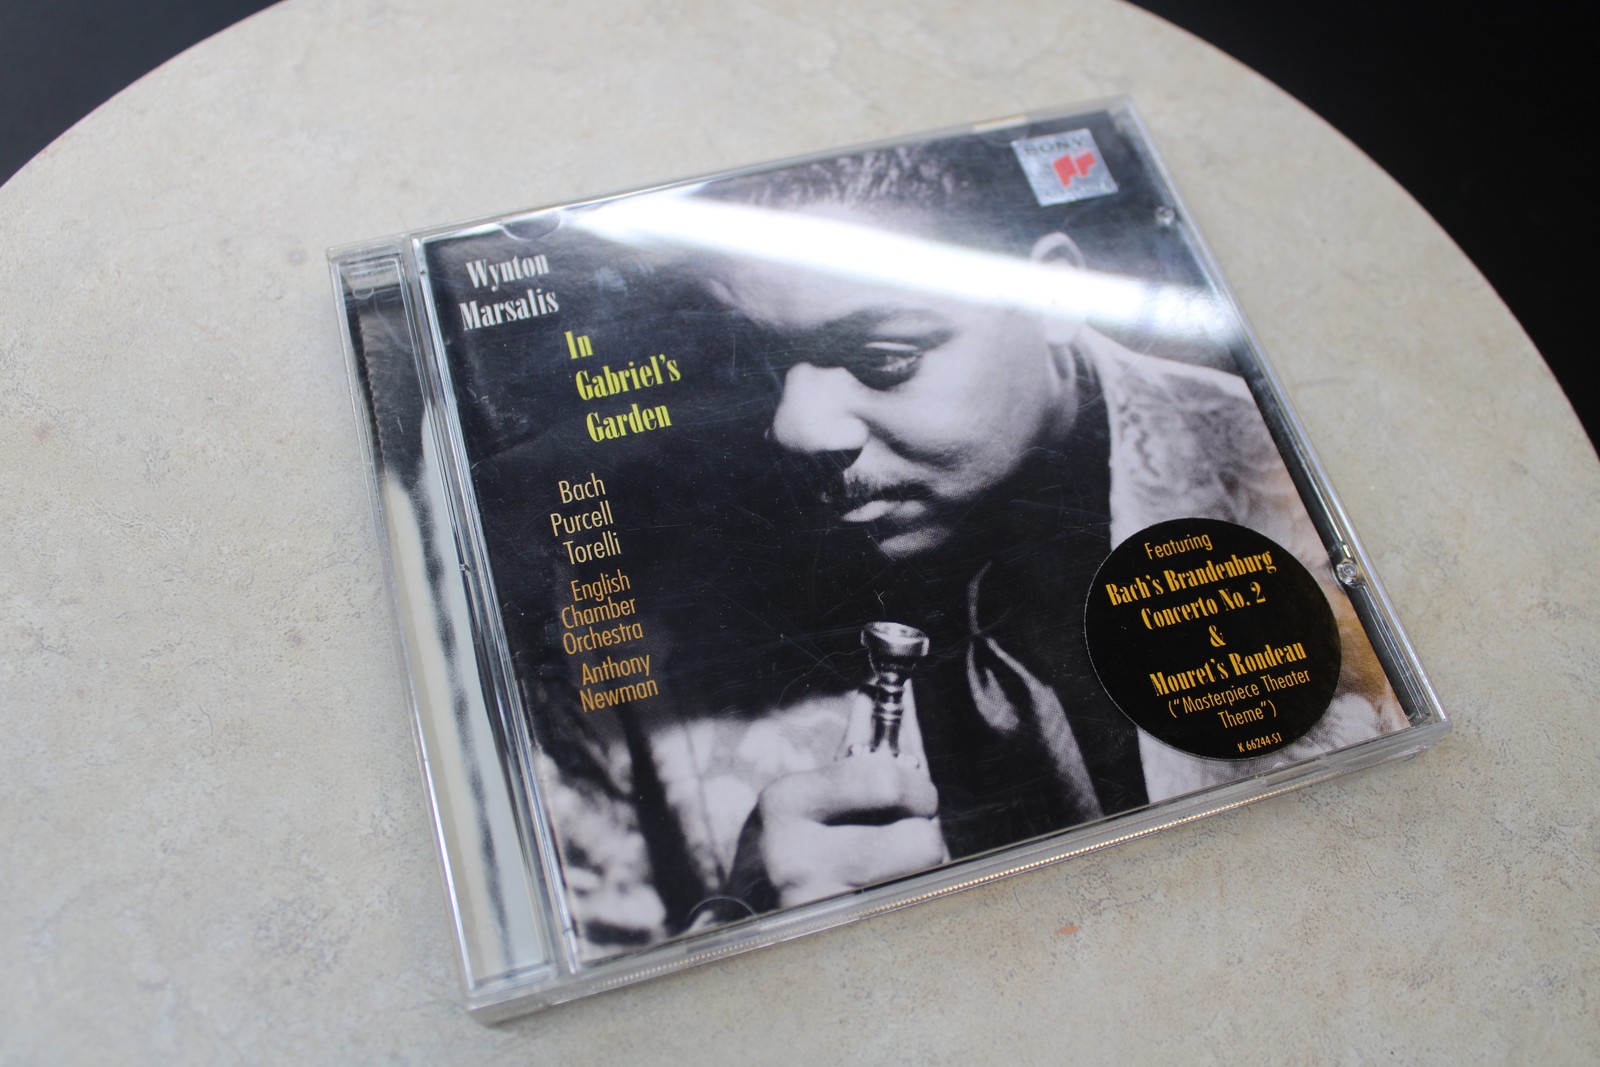 Wynton
Marsalis
In
Gabriel's
Garden
Bach
Purcell
Torelli
English
Chamber
Orchestra
Anthony
Newman
SONY
Featuring
Bach's Brandenburg
Concerto No. 2
&
Mouret's Rondeau
("Masterpiece Theater
Theme")
K 66244-S1